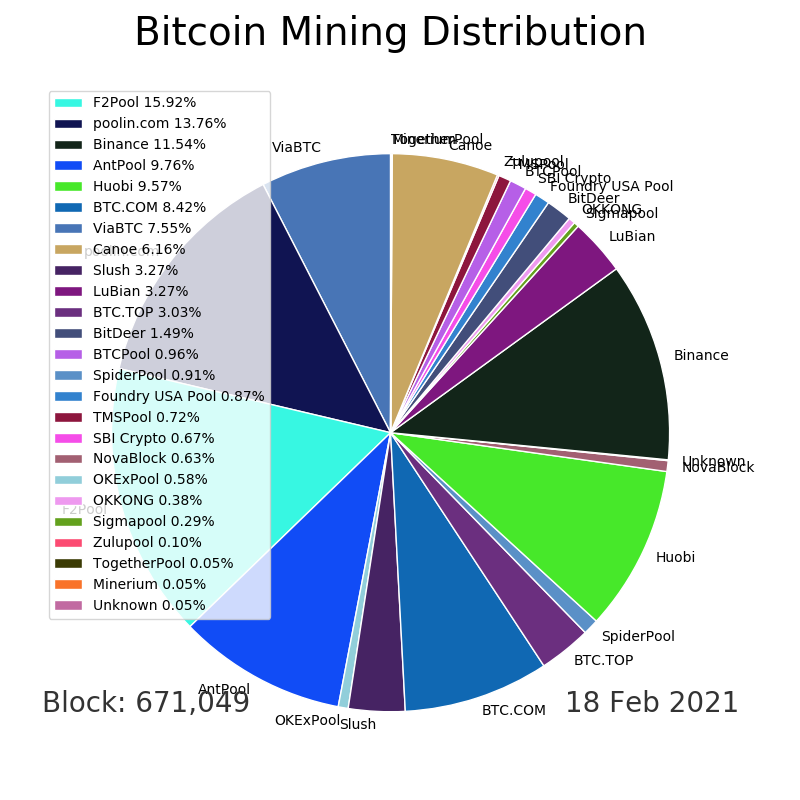 Bitcoin Mining Distribution
F2Pool 15.92%
poolin.com 13.76%
Binance 11.54%
AntPool 9.76%
Huobi 9.57%
BTC.COM 8.42%
ViaBTC 7.55%
Canoe 6.16%
Slush 3.27%
LuBian 3.27%
BTC.TOP 3.03%
BitDeer 1.49%
BTCPool 0.96%
SpiderPool 0.91%
Foundry USA Pool 0.87%
TMSPool 0.72%
SBI Crypto 0.67%
NovaBlock 0.63%
OKExPool 0.58%
OKKONG 0.38%
Sigmapool 0.29%
Zulupool 0.10%
TogetherPool 0.05%
Minerium 0.05%
Unknown 0.05%
ViaBTC
TogetherPool
Minerium
Canoe
Zulupool
TMSPool
BTCPool
SBI Crypto
Foundry USA Pool
BitDeer
OKKONG
Sigmapool
LuBian
poolin.com
Binance
Unknown
NovaBlock
F2Pool
Huobi
SpiderPool
BTC.TOP
AntPool
BTC.COM
OKExPool
Slush
Block: 671,049
18 Feb 2021